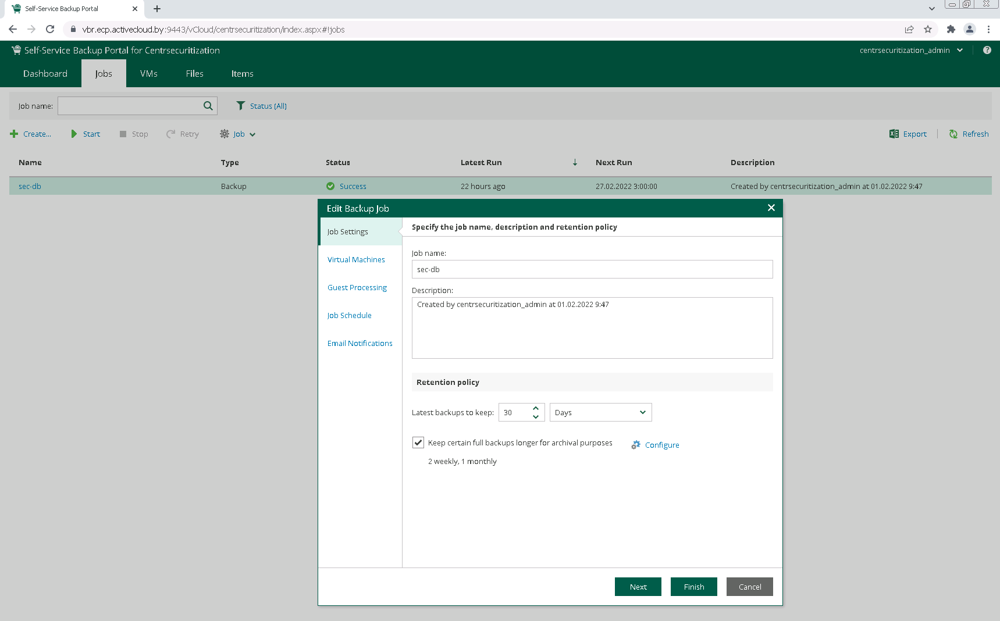 Self-Service Backup Portal
vbr.ecp.activecloud.by:9443/vCloud/centrsecuritization/index.aspx#!jobs
Self-Service Backup Portal for Centrsecuritization
centrsecuritization_admin
Dashboard Jobs VMs Files Items
Job name: Status (All)
Create... Start Stop Retry Job Export Refresh
Name Type Status Latest Run Next Run Description
sec-db Backup Success 22 hours ago 27.02.2022 3:00:00 Created by centrsecuritization_admin at 01.02.2022 9:47
Edit Backup Job
Job Settings
Virtual Machines
Guest Processing
Job Schedule
Email Notifications
Specify the job name, description and retention policy
Job name:
sec-db
Description:
Created by centrsecuritization_admin at 01.02.2022 9:47
Retention policy
Latest backups to keep: 30 Days
Keep certain full backups longer for archival purposes Configure
2 weekly, 1 monthly
Next Finish Cancel